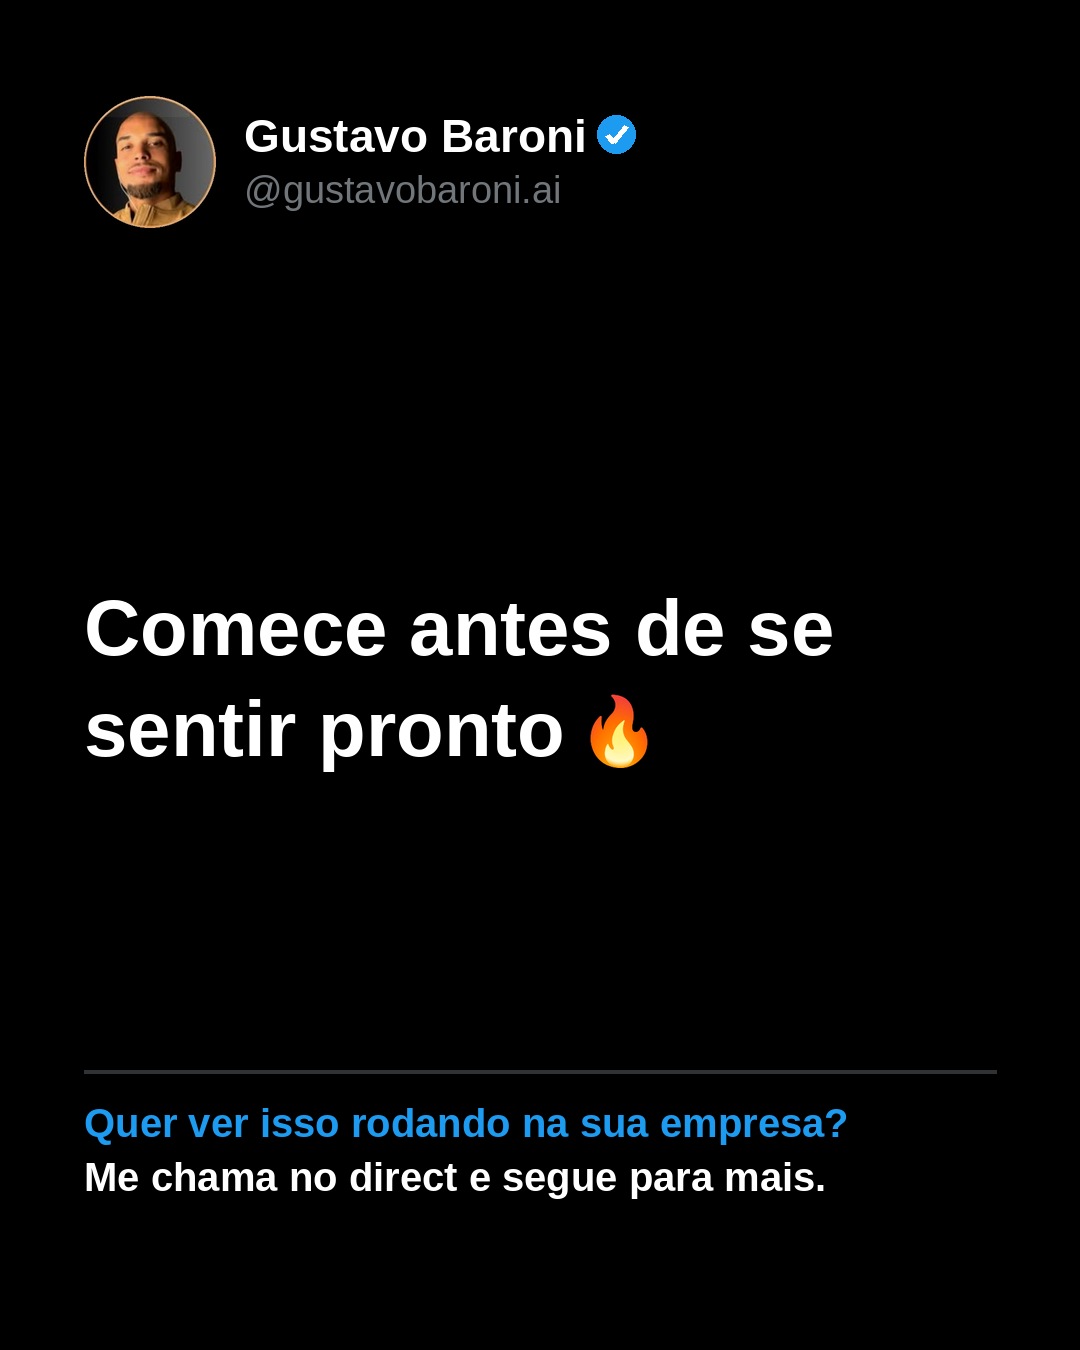 Gustavo Baroni
@gustavobaroni.ai
Comece antes de se
sentir pronto 🔥
Quer ver isso rodando na sua empresa?
Me chama no direct e segue para mais.